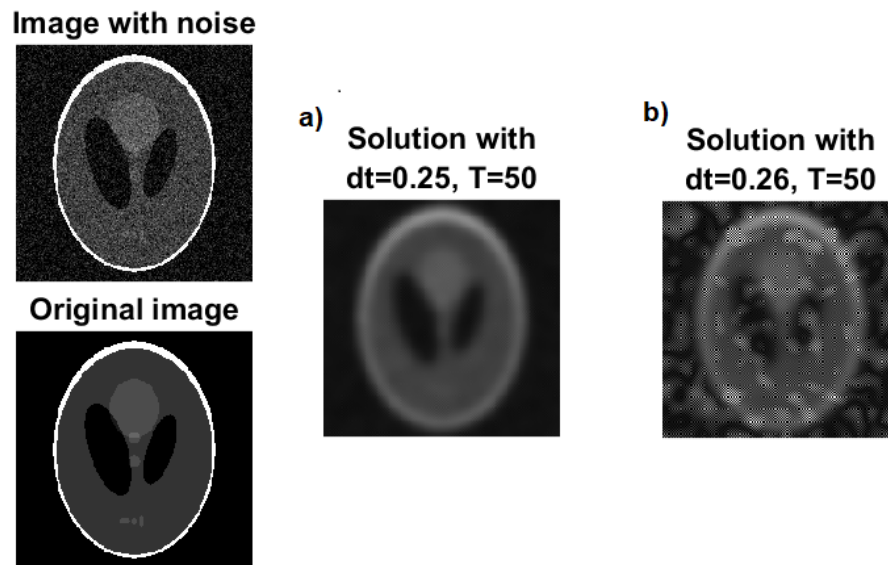 Image with noise
Original image
a)
Solution with
dt=0.25, T=50
b)
Solution with
dt=0.26, T=50